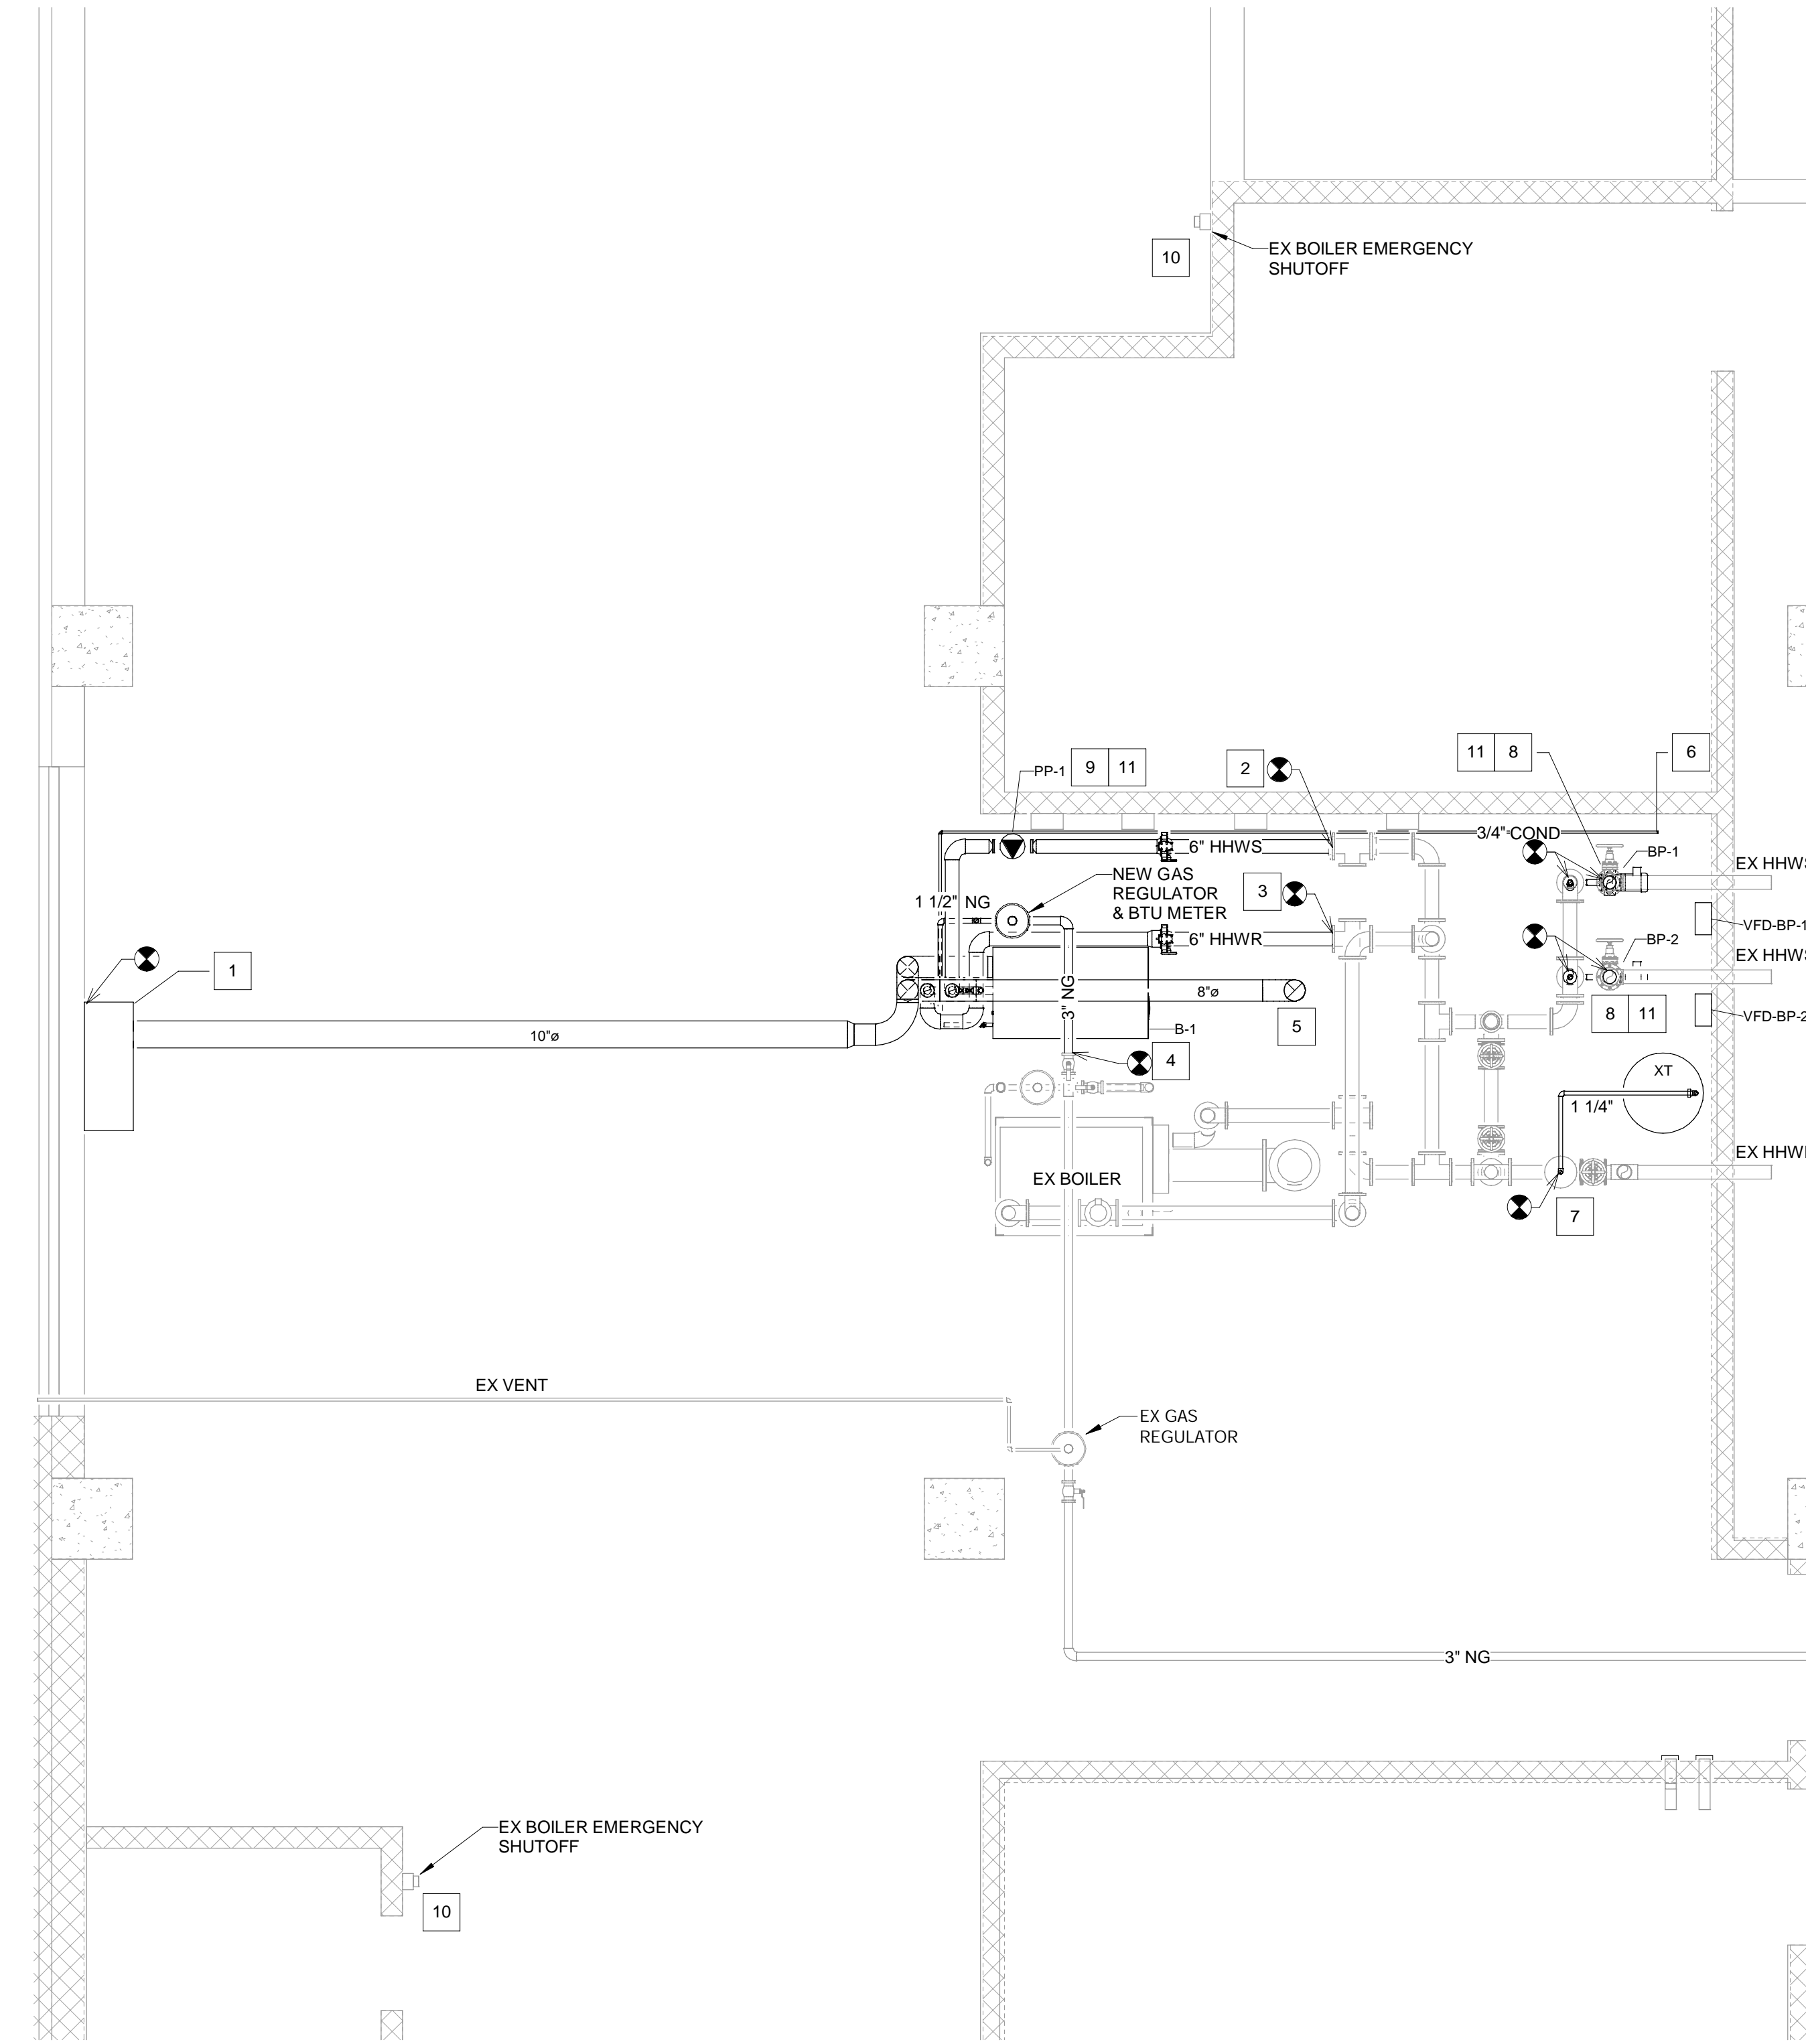 EX BOILER EMERGENCY
SHUTOFF
10
PP-1
9
11
2
11
8
6
3/4" COND
6" HHWS
BP-1
EX HHWS
NEW GAS
REGULATOR
& BTU METER
1 1/2" NG
3
VFD-BP-1
6" HHWR
BP-2
EX HHWS
1
3" NG
8"ø
5
8
11
VFD-BP-2
10"ø
B-1
4
XT
1 1/4"
EX HHW
EX BOILER
7
EX VENT
EX GAS
REGULATOR
3" NG
EX BOILER EMERGENCY
SHUTOFF
10